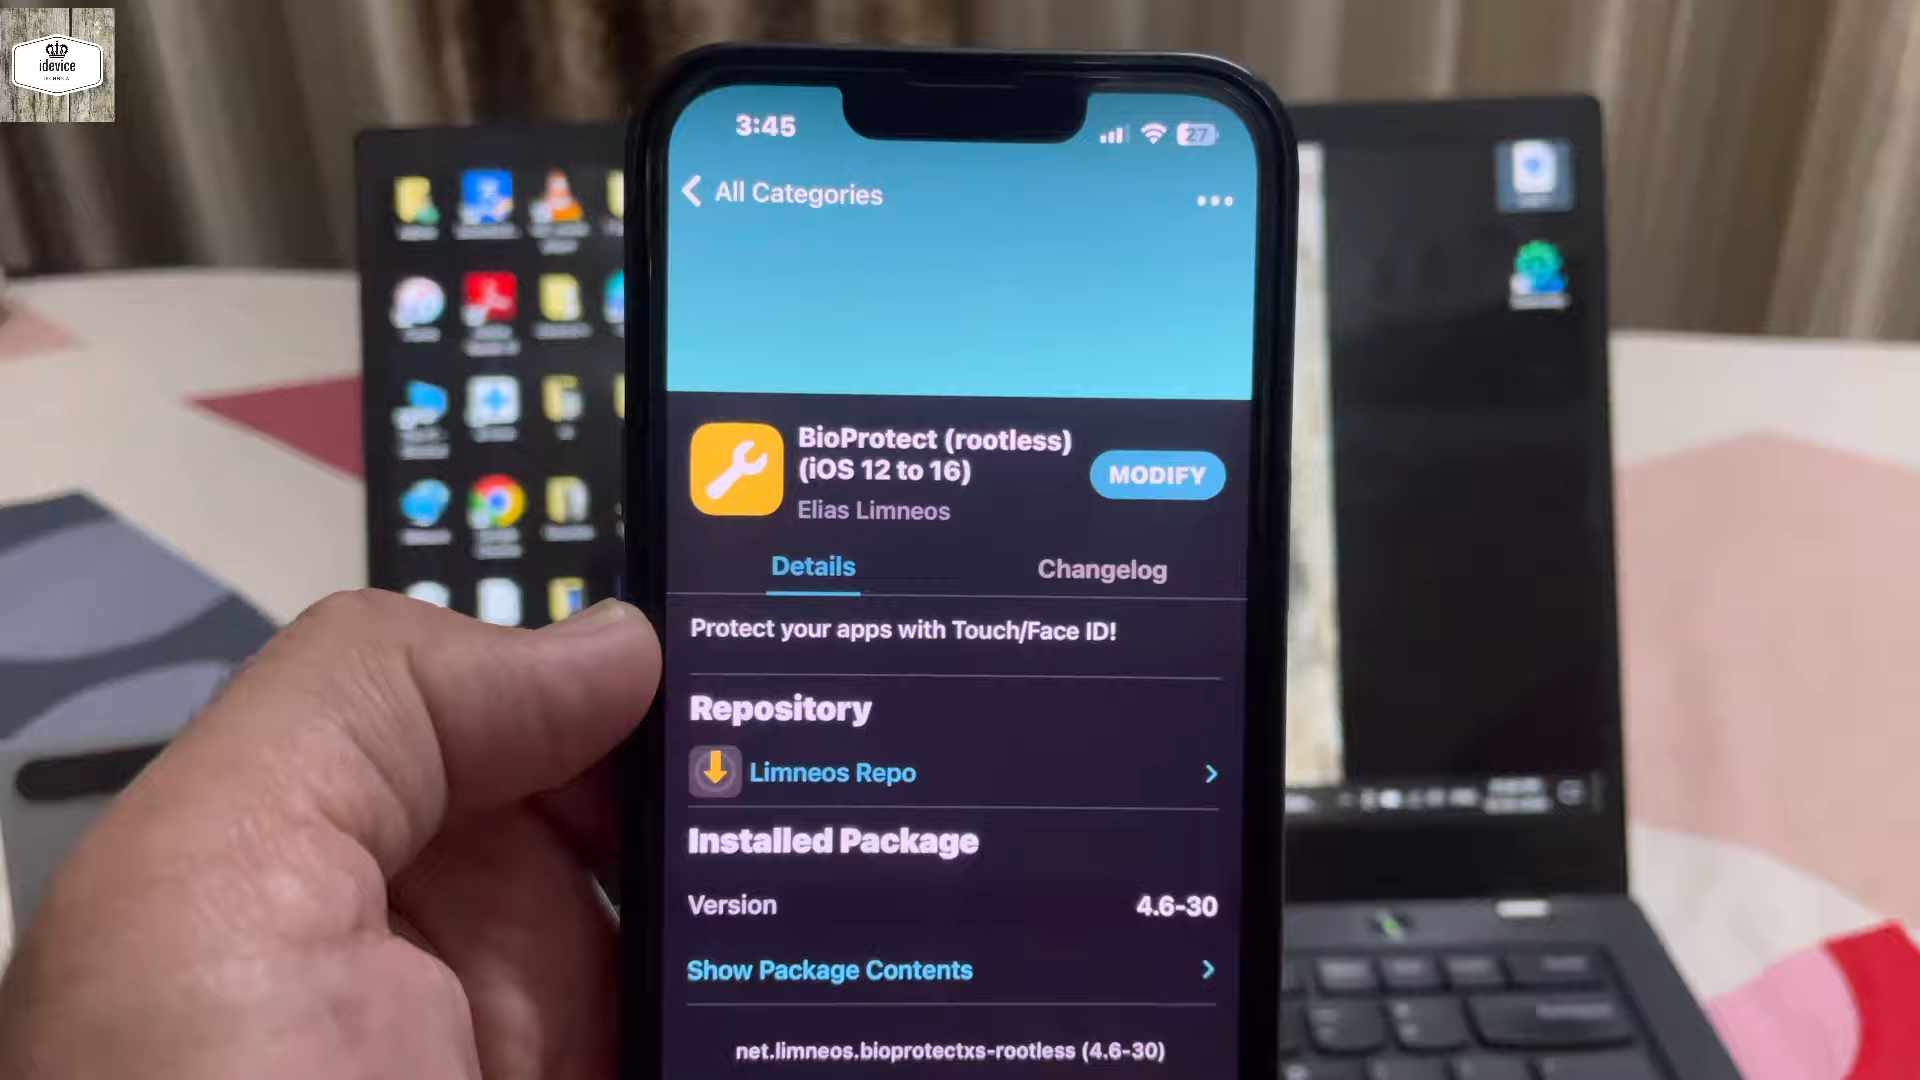 idevice
3:45
27
All Categories
BioProtect (rootless)
(iOS 12 to 16)
MODIFY
Elias Limneos
Details
Changelog
Protect your apps with Touch/Face ID!
Repository
Limneos Repo
Installed Package
Version
4.6-30
Show Package Contents
net.limneos.bioprotectxs-rootless (4.6-30)